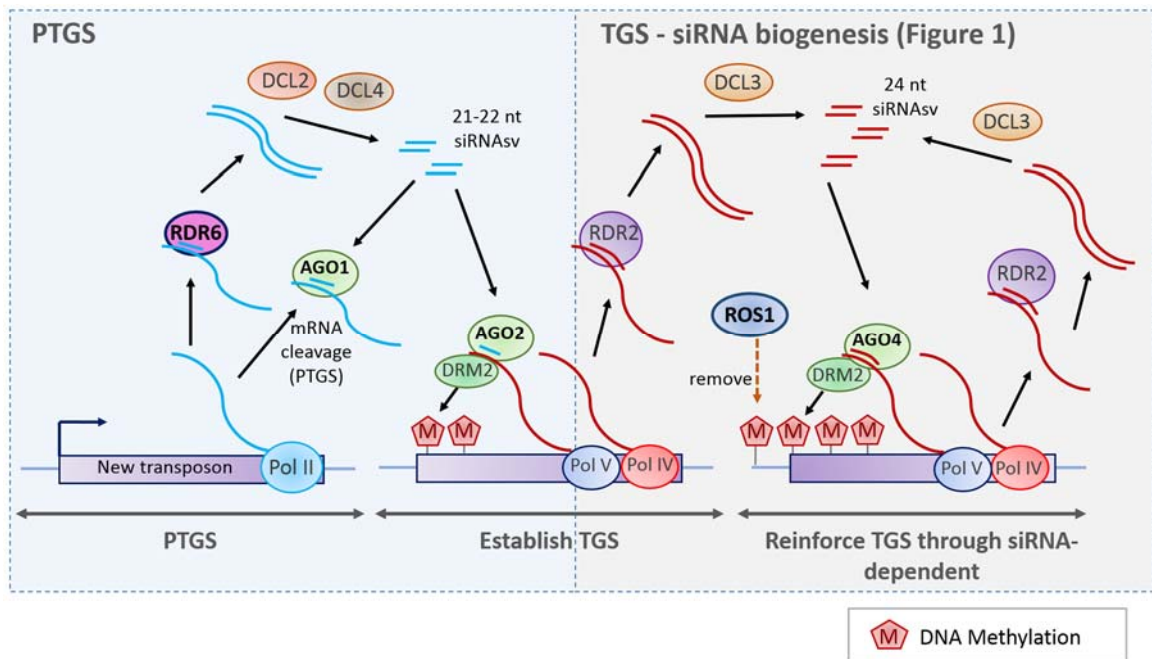 PTGS
TGS - siRNA biogenesis (Figure 1)
DCL2
DCL4
21-22 nt
siRNAsv
DCL3
24 nt
siRNAsv
DCL3
RDR6
AGO1
mRNA
cleavage
(PTGS)
RDR2
RDR2
ROS1
remove
AGO2
DRM2
AGO4
DRM2
M
M
M
M
M
M
New transposon
Pol II
Pol V
Pol IV
Pol V
Pol IV
PTGS
Establish TGS
Reinforce TGS through siRNA-
dependent
M
DNA Methylation